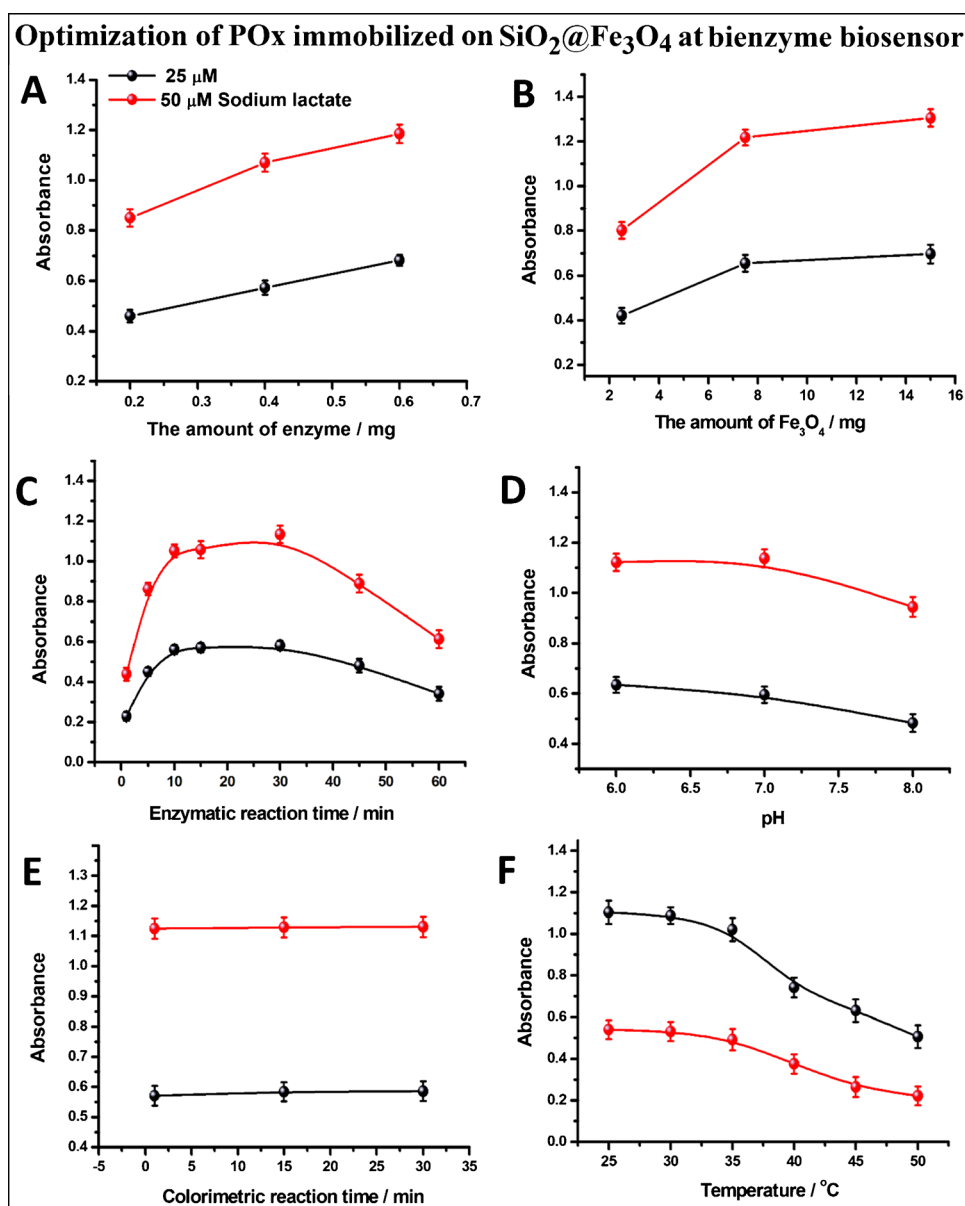 Optimization of POx immobilized on SiO₂@Fe₃O₄ at bienzyme biosensor
A
25 μM
50 μM Sodium lactate
1.4
1.2
1.0
0.8
0.6
0.4
0.2
Absorbance
0.2 0.3 0.4 0.5 0.6 0.7
The amount of enzyme / mg
B
1.4
1.2
1.0
0.8
0.6
0.4
0.2
Absorbance
2 4 6 8 10 12 14 16
The amount of Fe₃O₄ / mg
C
1.4
1.2
1.0
0.8
0.6
0.4
0.2
0.0
Absorbance
0 10 20 30 40 50 60
Enzymatic reaction time / min
D
1.4
1.2
1.0
0.8
0.6
0.4
Absorbance
6.0 6.5 7.0 7.5 8.0
pH
E
1.3
1.2
1.1
1.0
0.9
0.8
0.7
0.6
0.5
0.4
Absorbance
-5 0 5 10 15 20 25 30 35
Colorimetric reaction time / min
F
1.4
1.2
1.0
0.8
0.6
0.4
0.2
0.0
Absorbance
25 30 35 40 45 50
Temperature / °C